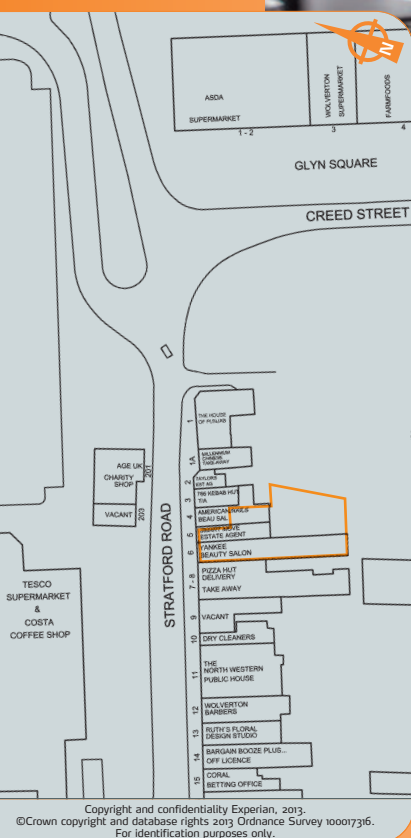 N
ASDA
SUPERMARKET
WOLVERTON
SUPERMARKET
FARMFOODS
1 - 2
3
4
GLYN SQUARE
CREED STREET
1
THE HOUSE
OF PUNJAB
1A
MILLENNIUM
CHINESE
TAKE-AWAY
2
3
786 KEBAB HUT
T/A
4
AMERICAN NAILS
BEAU SAL
5
ESTATE AGENT
6
YANKEE
BEAUTY SALON
AGE UK
CHARITY
SHOP
201
VACANT
203
STRATFORD ROAD
TESCO
SUPERMARKET
&
COSTA
COFFEE SHOP
7 - 8
PIZZA HUT
DELIVERY
TAKE AWAY
9
VACANT
10
DRY CLEANERS
11
THE
NORTH WESTERN
PUBLIC HOUSE
12
WOLVERTON
BARBERS
13
RUTH'S FLORAL
DESIGN STUDIO
14
BARGAIN BOOZE PLUS...
OFF LICENCE
15
CORAL
BETTING OFFICE
Copyright and confidentiality Experian, 2013.
©Crown copyright and database rights 2013 Ordnance Survey 100017316.
For identification purposes only.